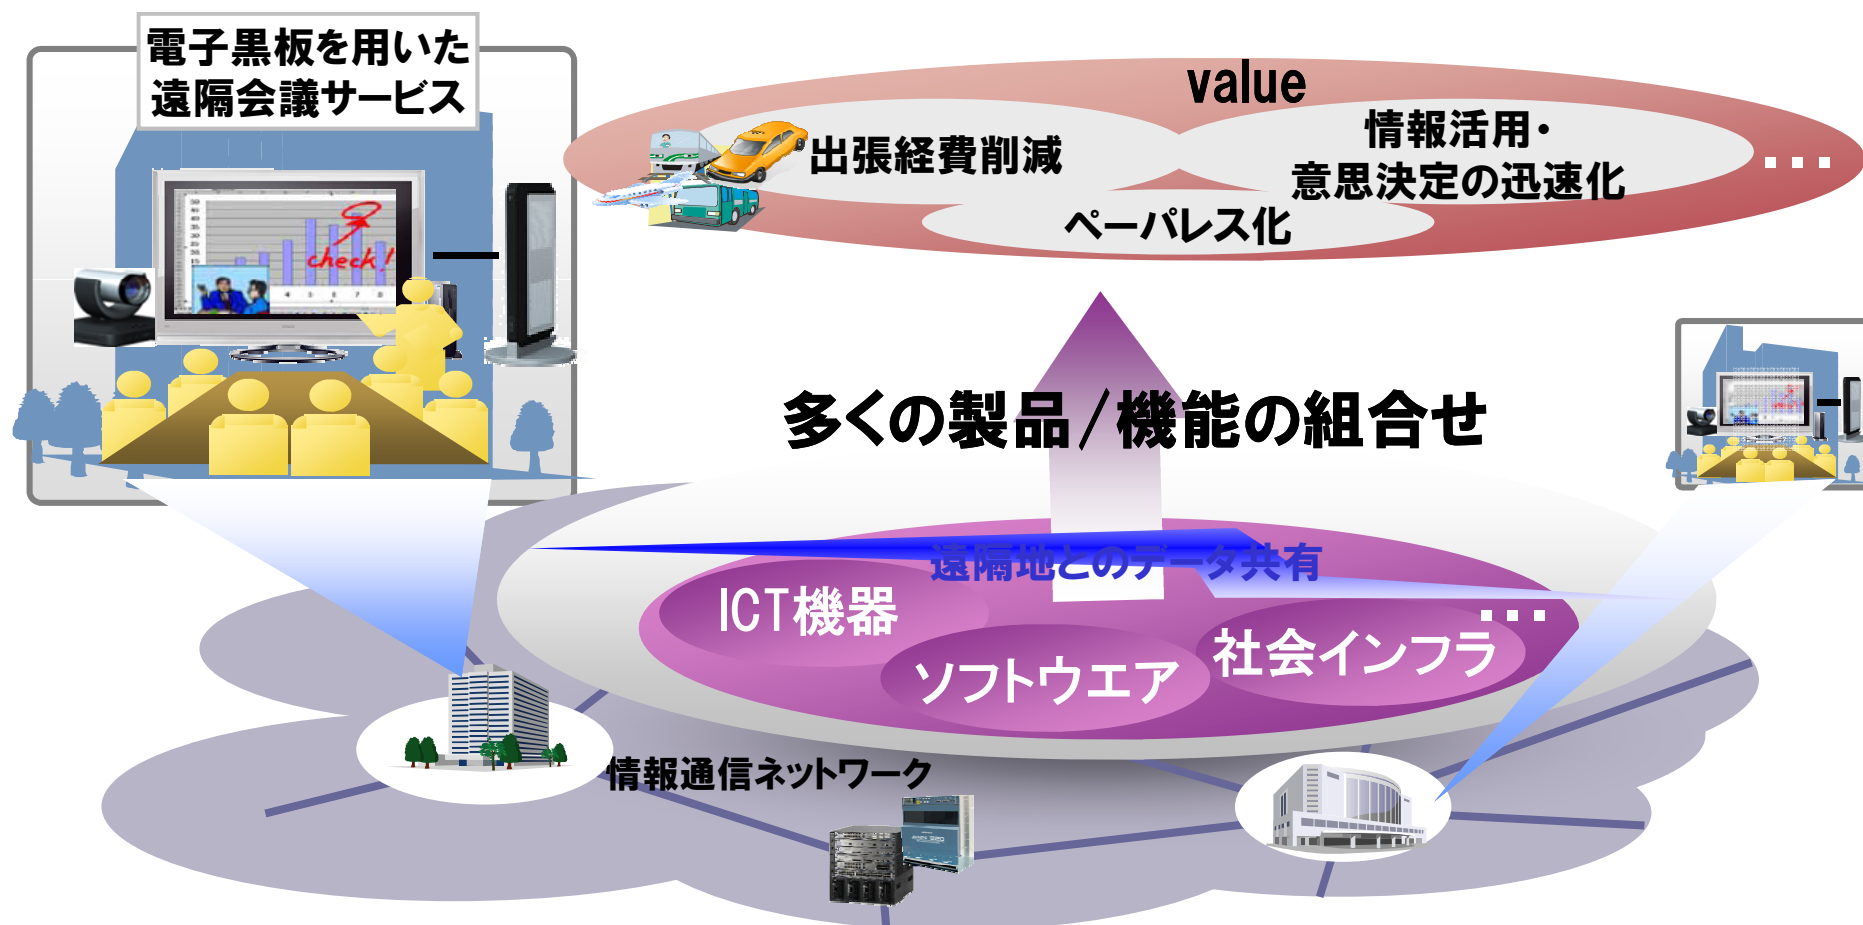 電子黒板を用いた
遠隔会議サービス
value
出張経費削減
情報活用・
意思決定の迅速化
ペーパレス化
check!
多くの製品/機能の組合せ
遠隔地とのデータ共有
ICT機器
ソフトウエア
社会インフラ
情報通信ネットワーク